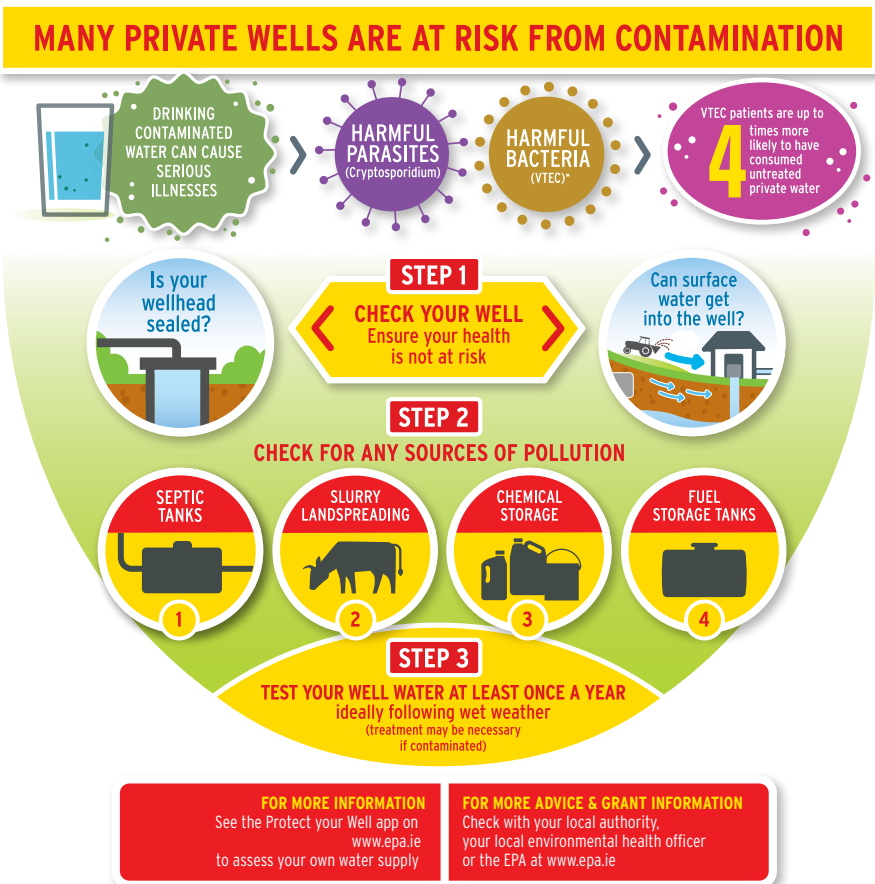 MANY PRIVATE WELLS ARE AT RISK FROM CONTAMINATION
DRINKING
CONTAMINATED
WATER CAN CAUSE
SERIOUS
ILLNESSES
HARMFUL
PARASITES
(Cryptosporidium)
HARMFUL
BACTERIA
(VTEC)*
VTEC patients are up to
4
times more
likely to have
consumed
untreated
private water
Is your
wellhead
sealed?
STEP 1
CHECK YOUR WELL
Ensure your health
is not at risk
Can surface
water get
into the well?
STEP 2
CHECK FOR ANY SOURCES OF POLLUTION
SEPTIC
TANKS
1
SLURRY
LANDSPREADING
2
CHEMICAL
STORAGE
3
FUEL
STORAGE TANKS
4
STEP 3
TEST YOUR WELL WATER AT LEAST ONCE A YEAR
ideally following wet weather
(treatment may be necessary
if contaminated)
FOR MORE INFORMATION
See the Protect your Well app on
www.epa.ie
to assess your own water supply
FOR MORE ADVICE & GRANT INFORMATION
Check with your local authority,
your local environmental health officer
or the EPA at www.epa.ie